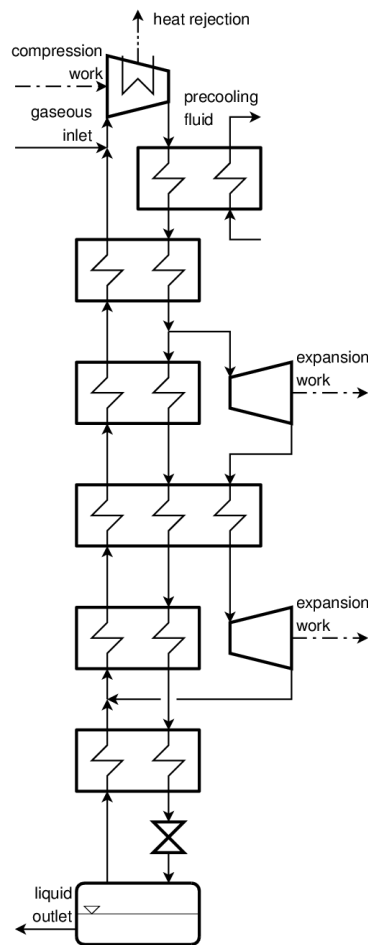 heat rejection
compression
work
gaseous
inlet
precooling
fluid
expansion
work
expansion
work
liquid
outlet